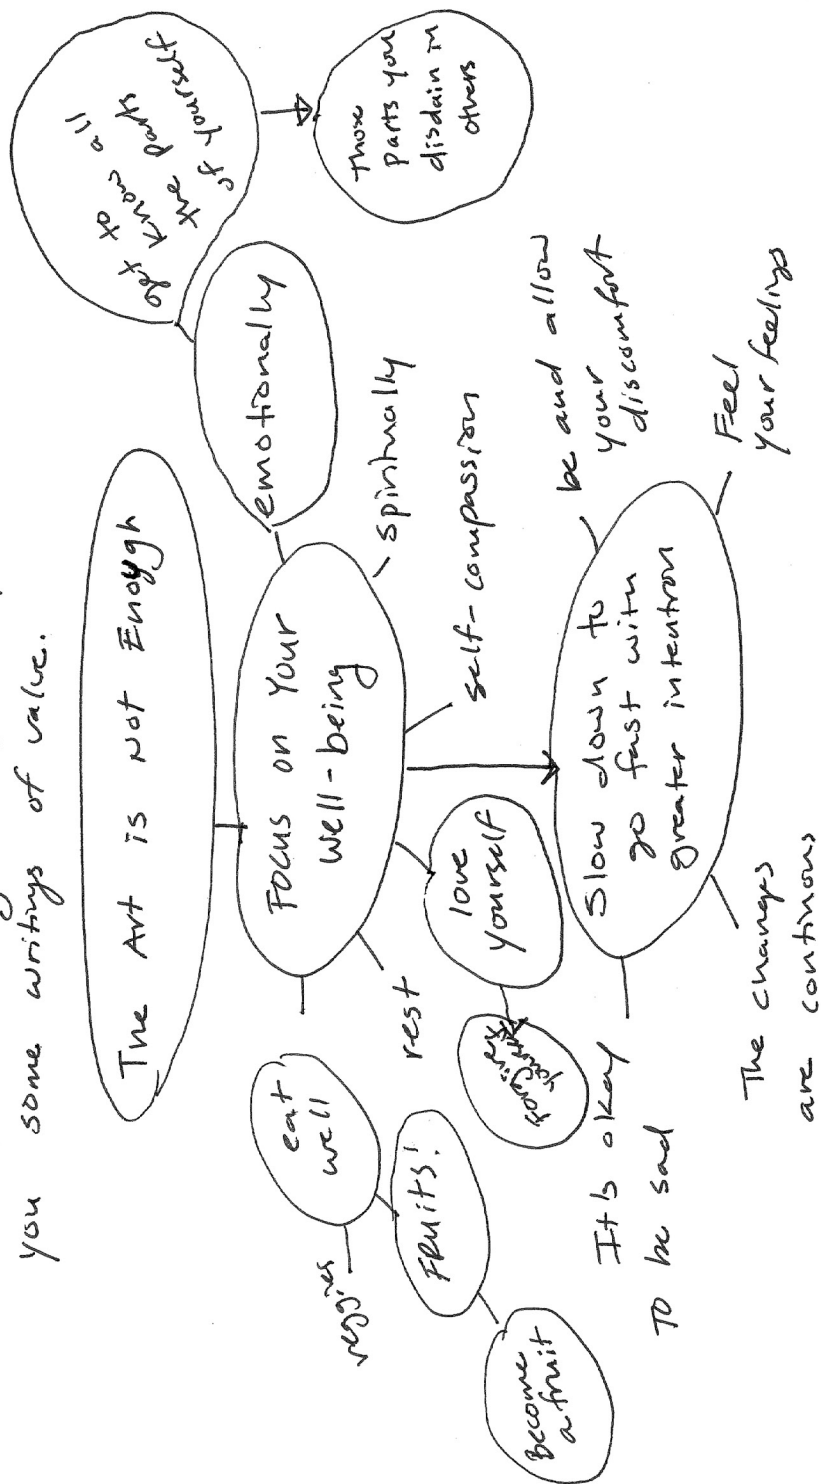 you some writings of value.
The Art is Not Enough
Focus on Your
well-being
emotionally
get to
know all
the parts
of yourself
Those
parts you
disdain in
others
spiritually
self-compassion
love
yourself
forgive
rest
eat
well
veggies
FRUITS!
Become
a fruit
Slow down to
go fast with
greater intention
be and allow
your
discomfort
Feel
your feelings
It's okay
To be sad
The changes
are continous